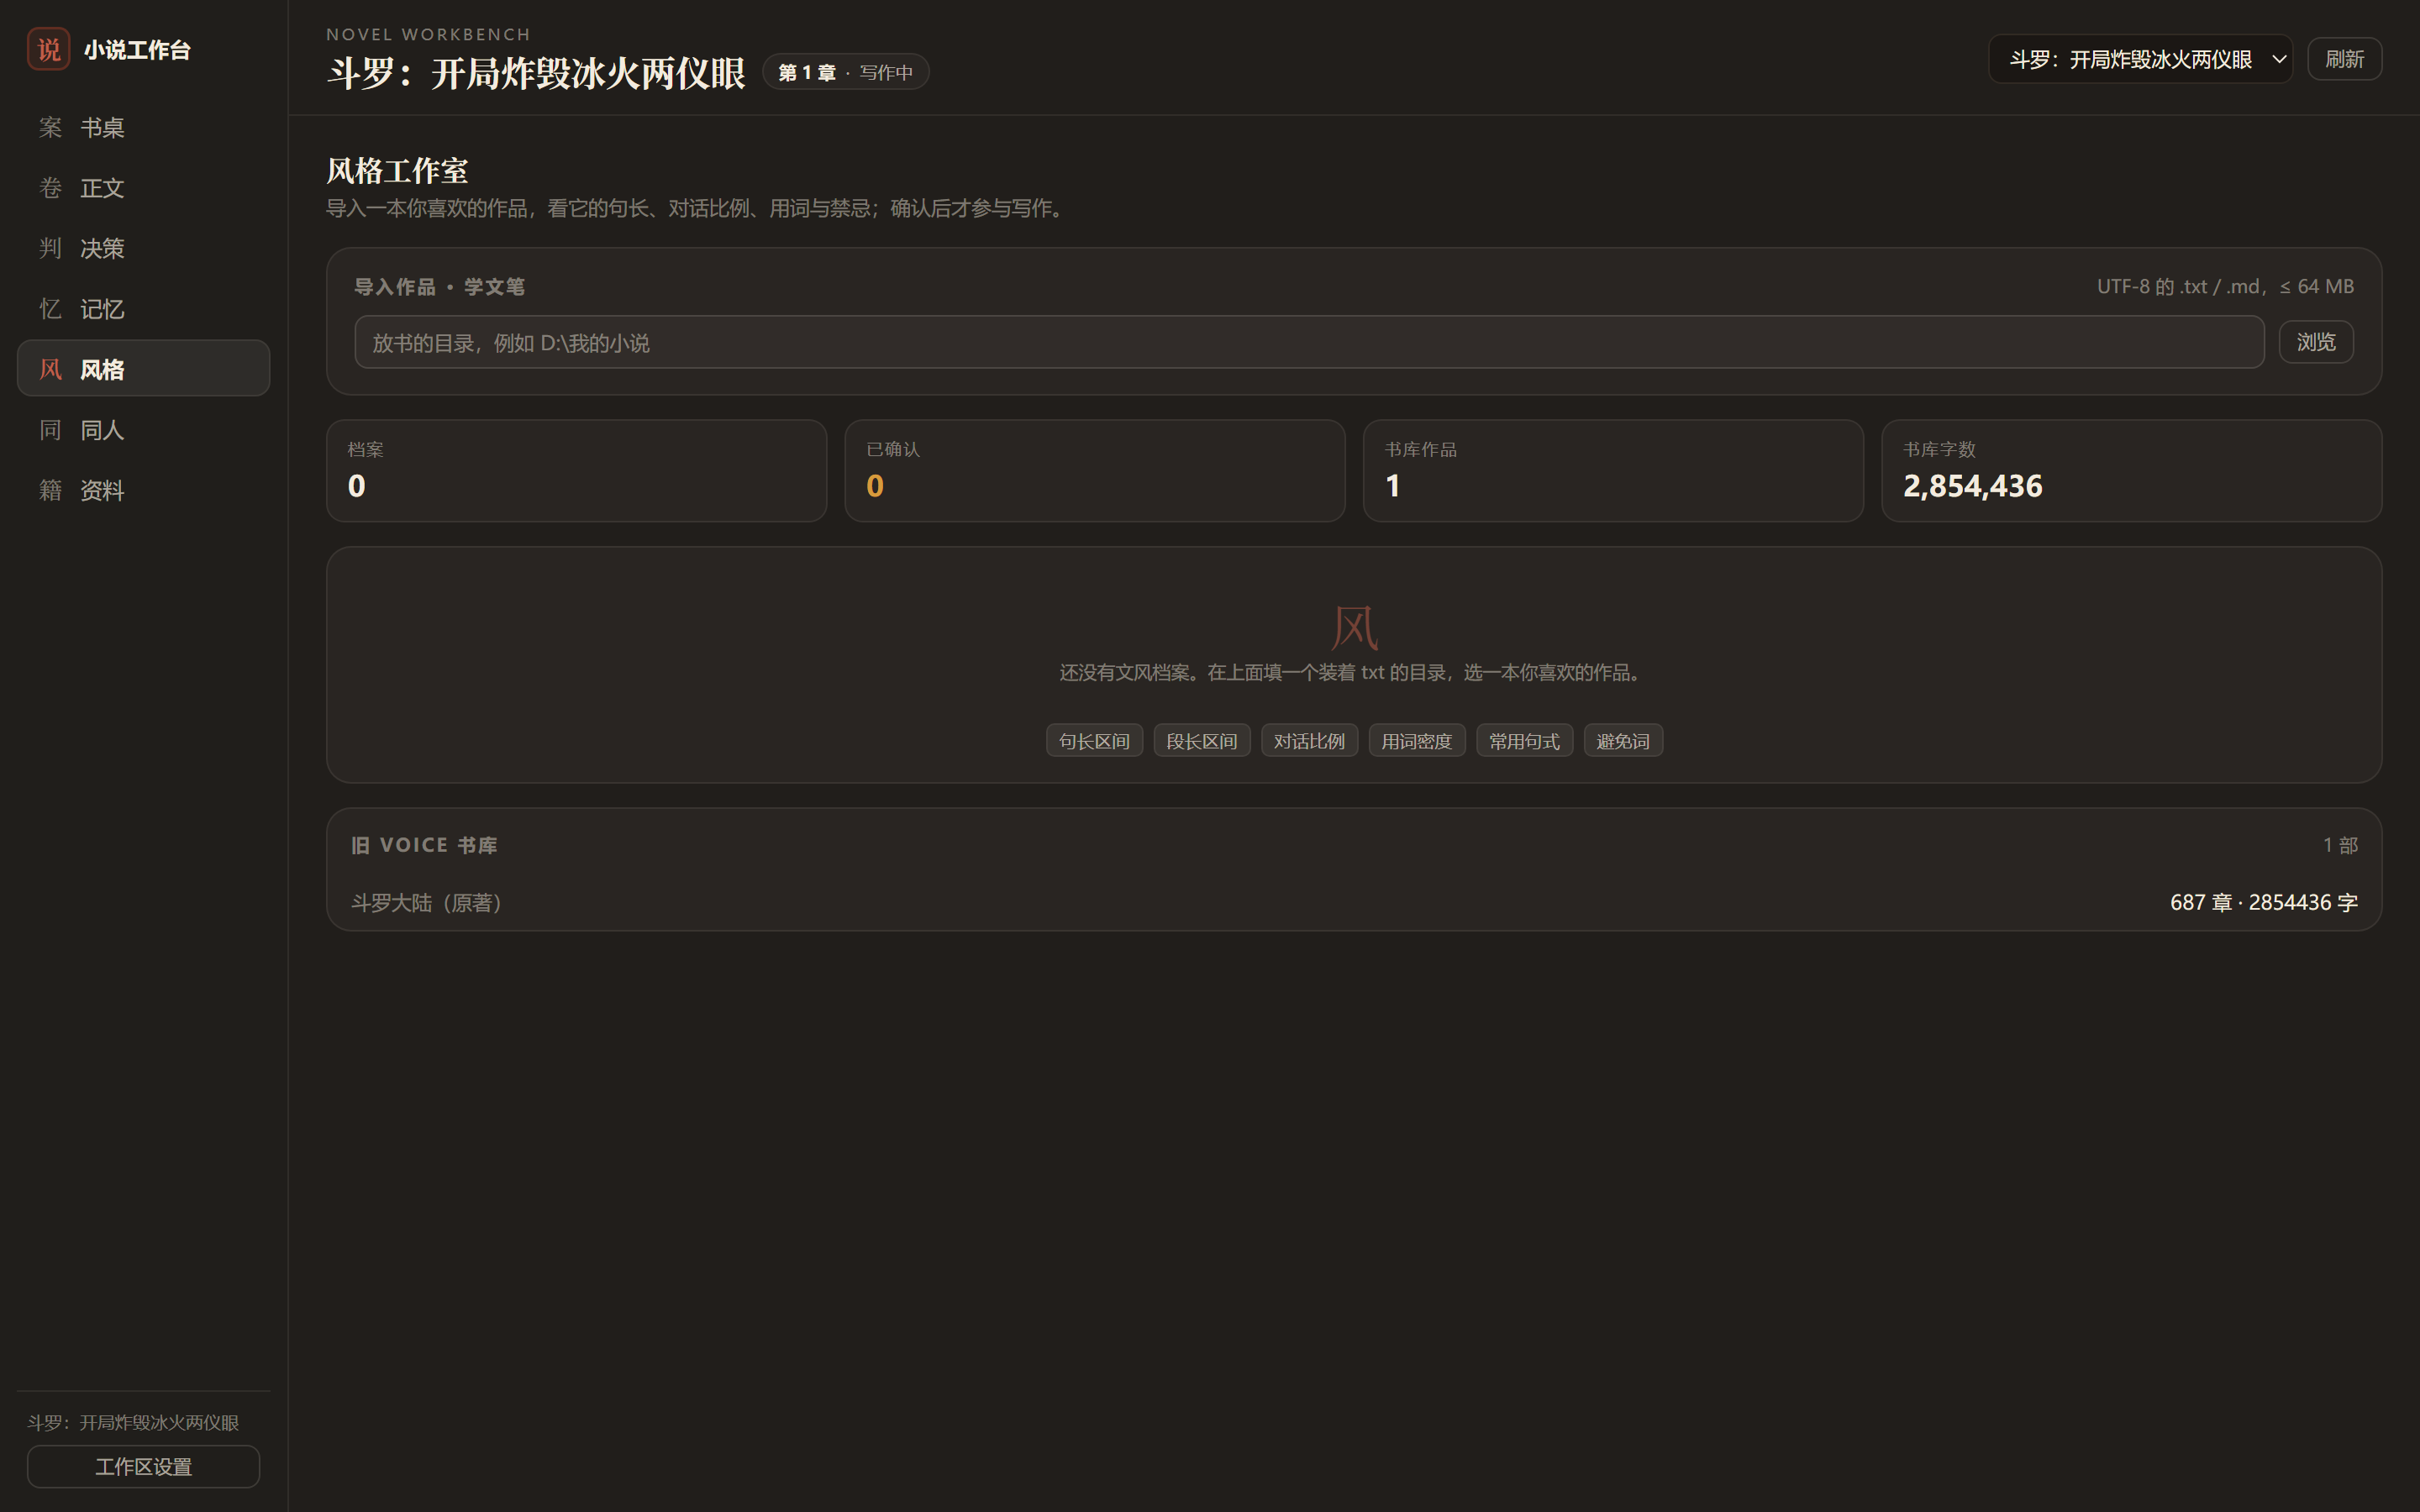 说 小说工作台
案 书桌
卷 正文
判 决策
忆 记忆
风 风格
同 同人
籍 资料
斗罗：开局炸毁冰火两仪眼
工作区设置
NOVEL WORKBENCH
斗罗：开局炸毁冰火两仪眼 第 1 章 · 写作中
斗罗：开局炸毁冰火两仪眼 刷新
风格工作室
导入一本你喜欢的作品，看它的句长、对话比例、用词与禁忌；确认后才参与写作。
导入作品 · 学文笔 UTF-8 的 .txt / .md，≤ 64 MB
放书的目录，例如 D:\我的小说 浏览
档案 已确认 书库作品 书库字数
0 0 1 2,854,436
风
还没有文风档案。在上面填一个装着 txt 的目录，选一本你喜欢的作品。
句长区间 段长区间 对话比例 用词密度 常用句式 避免词
旧 VOICE 书库 1 部
斗罗大陆（原著） 687 章 · 2854436 字